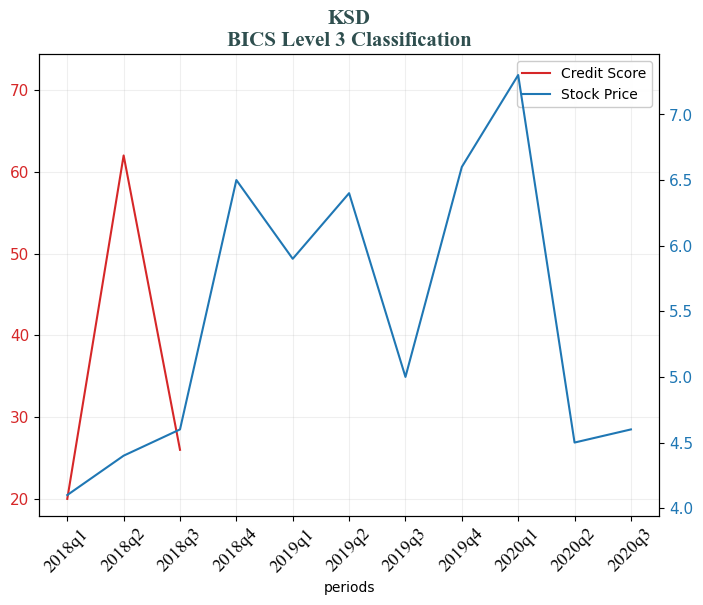 KSD
BICS Level 3 Classification
Credit Score
Stock Price
70
60
50
40
30
20
7.0
6.5
6.0
5.5
5.0
4.5
4.0
2018q1
2018q2
2018q3
2018q4
2019q1
2019q2
2019q3
2019q4
2020q1
2020q2
2020q3
periods